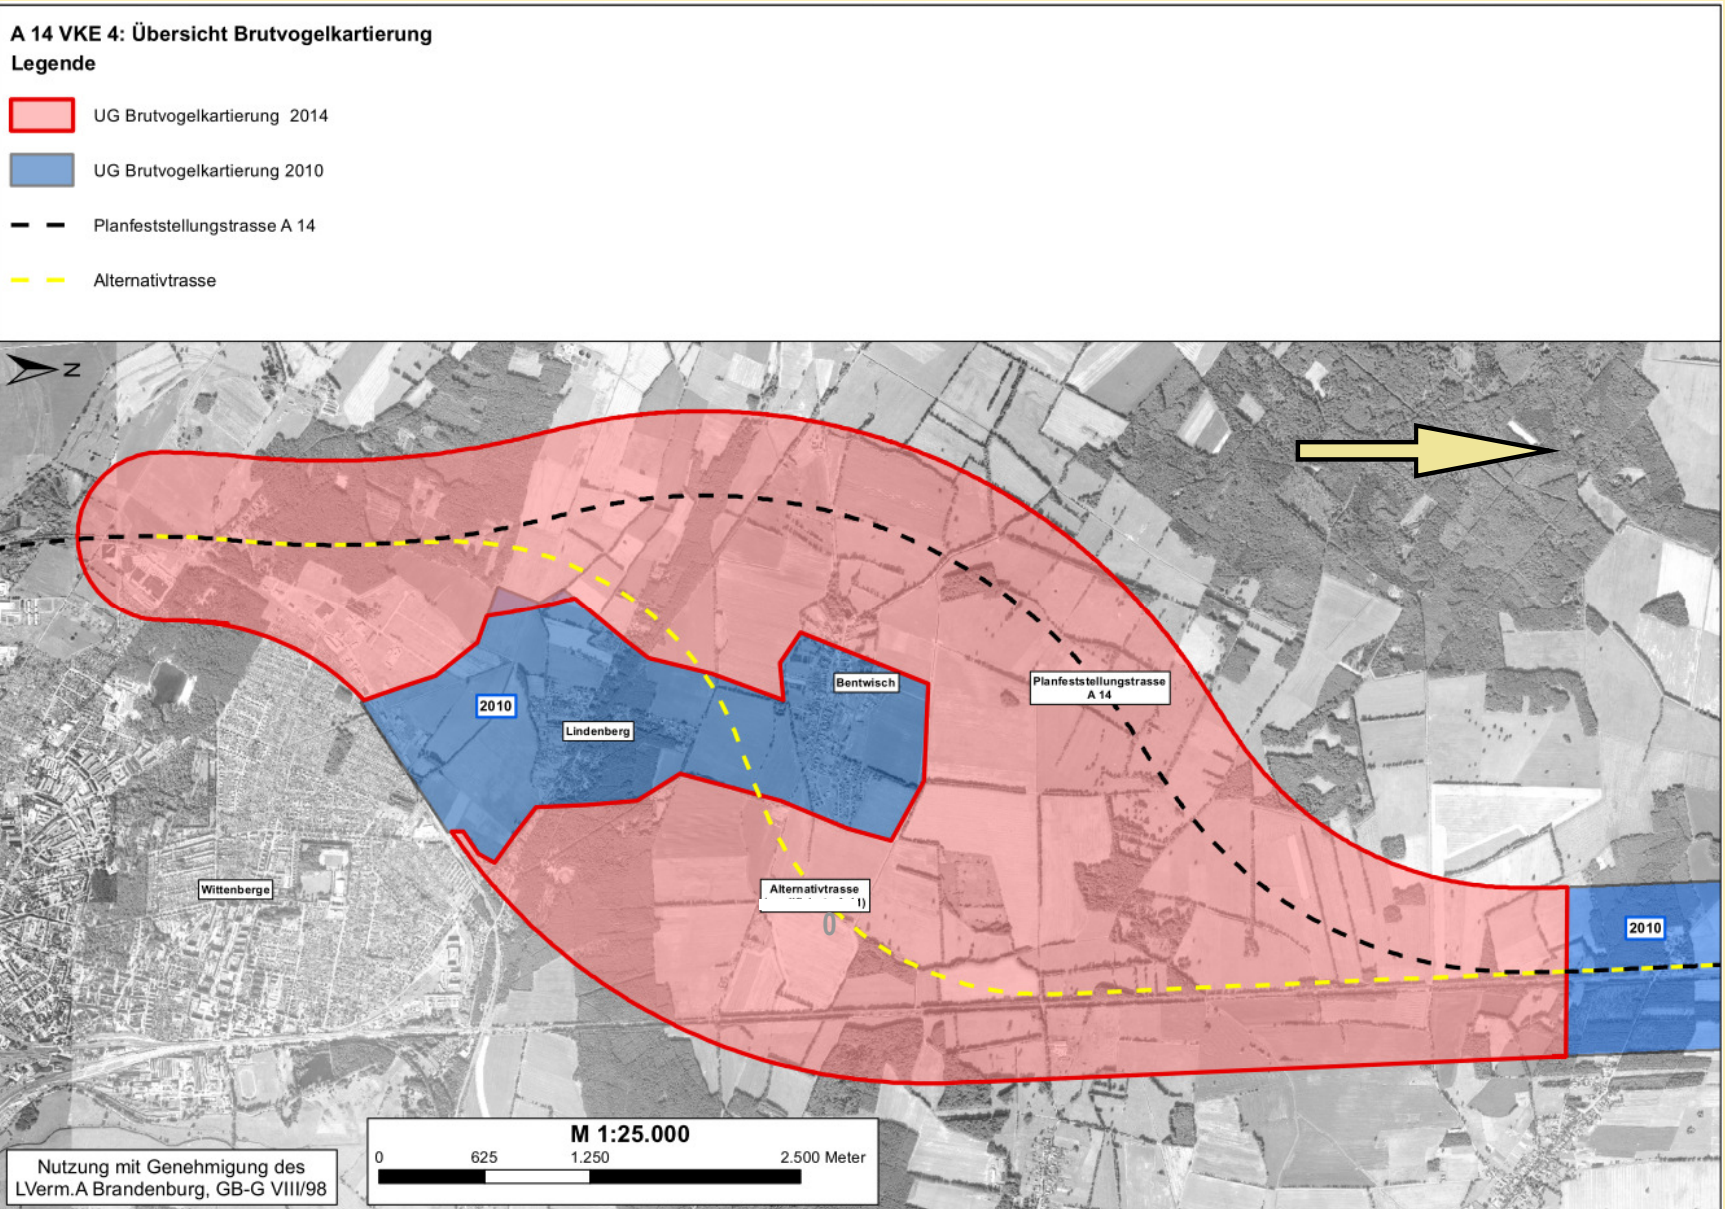 A 14 VKE 4: Übersicht Brutvogelkartierung
Legende
UG Brutvogelkartierung 2014
UG Brutvogelkartierung 2010
Planfeststellungstrasse A 14
Alternativtrasse
N
Bentwisch
Planfeststellungstrasse
A 14
2010
Lindenberg
Wittenberge
Alternativtrasse
0
2010
M 1:25.000
0 625 1.250 2.500 Meter
Nutzung mit Genehmigung des
LVerm.A Brandenburg, GB-G VIII/98